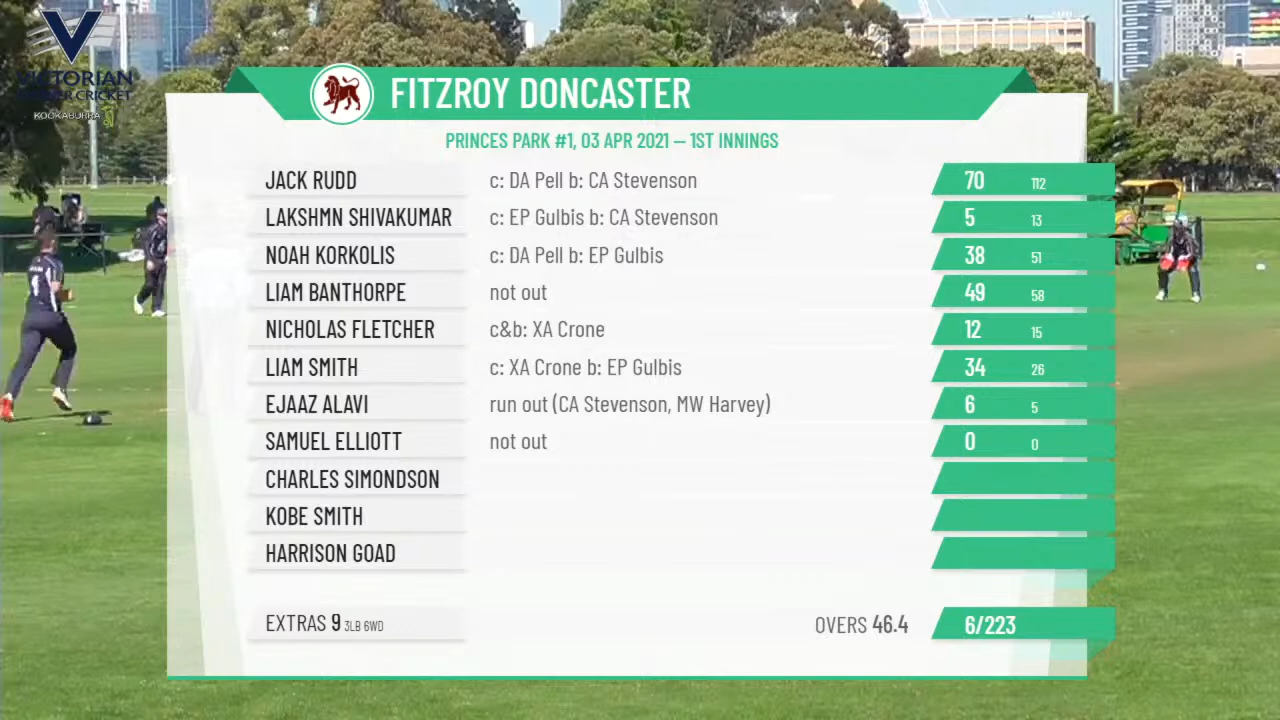 VICTORIAN
PREMIER CRICKET
KOOKABURRA
FITZROY DONCASTER
PRINCES PARK #1, 03 APR 2021 – 1ST INNINGS
JACK RUDD c: DA Pell b: CA Stevenson 70 112
LAKSHMN SHIVAKUMAR c: EP Gulbis b: CA Stevenson 5 13
NOAH KORKOLIS c: DA Pell b: EP Gulbis 38 51
LIAM BANTHORPE not out 49 58
NICHOLAS FLETCHER c&b: XA Crone 12 15
LIAM SMITH c: XA Crone b: EP Gulbis 34 26
EJAAZ ALAVI run out (CA Stevenson, MW Harvey) 6 5
SAMUEL ELLIOTT not out 0 0
CHARLES SIMONDSON
KOBE SMITH
HARRISON GOAD
EXTRAS 9 3LB 6WD OVERS 46.4 6/223